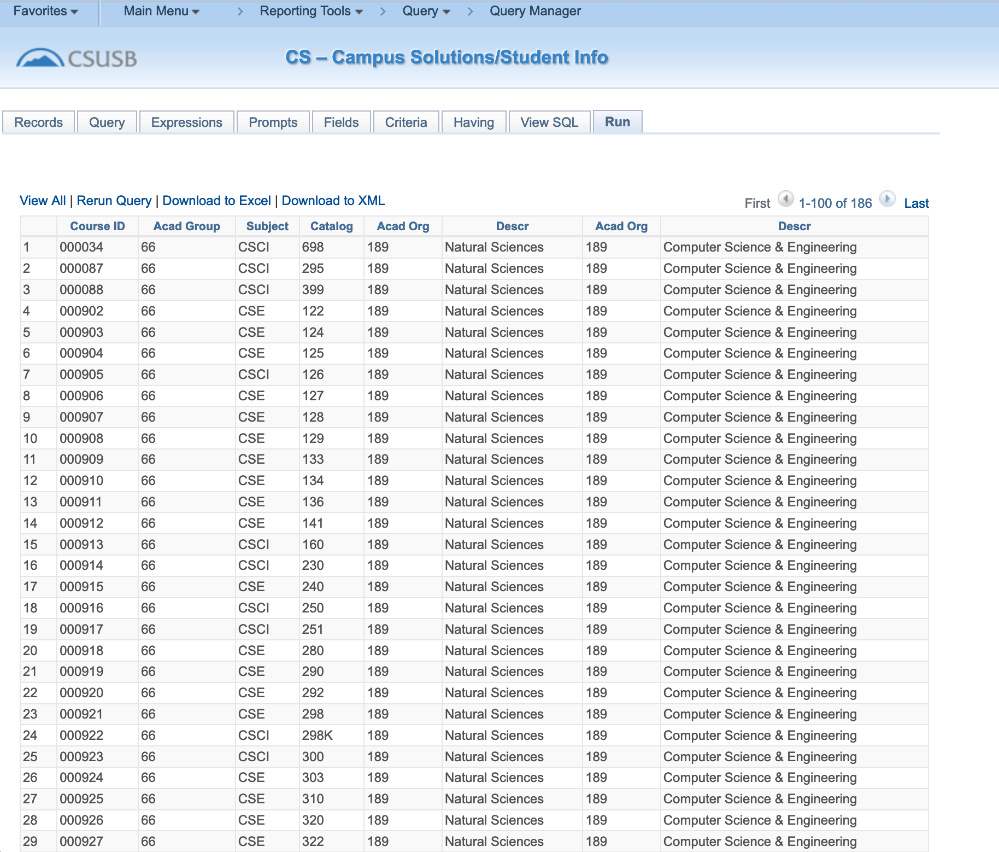 Favorites Main Menu > Reporting Tools > Query > Query Manager
CSUSB CS – Campus Solutions/Student Info
Records Query Expressions Prompts Fields Criteria Having View SQL Run
View All | Rerun Query | Download to Excel | Download to XML First 1-100 of 186 Last
Course ID Acad Group Subject Catalog Acad Org Descr Acad Org Descr
1 000034 66 CSCI 698 189 Natural Sciences 189 Computer Science & Engineering
2 000087 66 CSCI 295 189 Natural Sciences 189 Computer Science & Engineering
3 000088 66 CSCI 399 189 Natural Sciences 189 Computer Science & Engineering
4 000902 66 CSE 122 189 Natural Sciences 189 Computer Science & Engineering
5 000903 66 CSE 124 189 Natural Sciences 189 Computer Science & Engineering
6 000904 66 CSE 125 189 Natural Sciences 189 Computer Science & Engineering
7 000905 66 CSCI 126 189 Natural Sciences 189 Computer Science & Engineering
8 000906 66 CSE 127 189 Natural Sciences 189 Computer Science & Engineering
9 000907 66 CSE 128 189 Natural Sciences 189 Computer Science & Engineering
10 000908 66 CSE 129 189 Natural Sciences 189 Computer Science & Engineering
11 000909 66 CSE 133 189 Natural Sciences 189 Computer Science & Engineering
12 000910 66 CSE 134 189 Natural Sciences 189 Computer Science & Engineering
13 000911 66 CSE 136 189 Natural Sciences 189 Computer Science & Engineering
14 000912 66 CSE 141 189 Natural Sciences 189 Computer Science & Engineering
15 000913 66 CSCI 160 189 Natural Sciences 189 Computer Science & Engineering
16 000914 66 CSCI 230 189 Natural Sciences 189 Computer Science & Engineering
17 000915 66 CSE 240 189 Natural Sciences 189 Computer Science & Engineering
18 000916 66 CSCI 250 189 Natural Sciences 189 Computer Science & Engineering
19 000917 66 CSCI 251 189 Natural Sciences 189 Computer Science & Engineering
20 000918 66 CSE 280 189 Natural Sciences 189 Computer Science & Engineering
21 000919 66 CSE 290 189 Natural Sciences 189 Computer Science & Engineering
22 000920 66 CSE 292 189 Natural Sciences 189 Computer Science & Engineering
23 000921 66 CSE 298 189 Natural Sciences 189 Computer Science & Engineering
24 000922 66 CSCI 298K 189 Natural Sciences 189 Computer Science & Engineering
25 000923 66 CSCI 300 189 Natural Sciences 189 Computer Science & Engineering
26 000924 66 CSE 303 189 Natural Sciences 189 Computer Science & Engineering
27 000925 66 CSE 310 189 Natural Sciences 189 Computer Science & Engineering
28 000926 66 CSE 320 189 Natural Sciences 189 Computer Science & Engineering
29 000927 66 CSE 322 189 Natural Sciences 189 Computer Science & Engineering